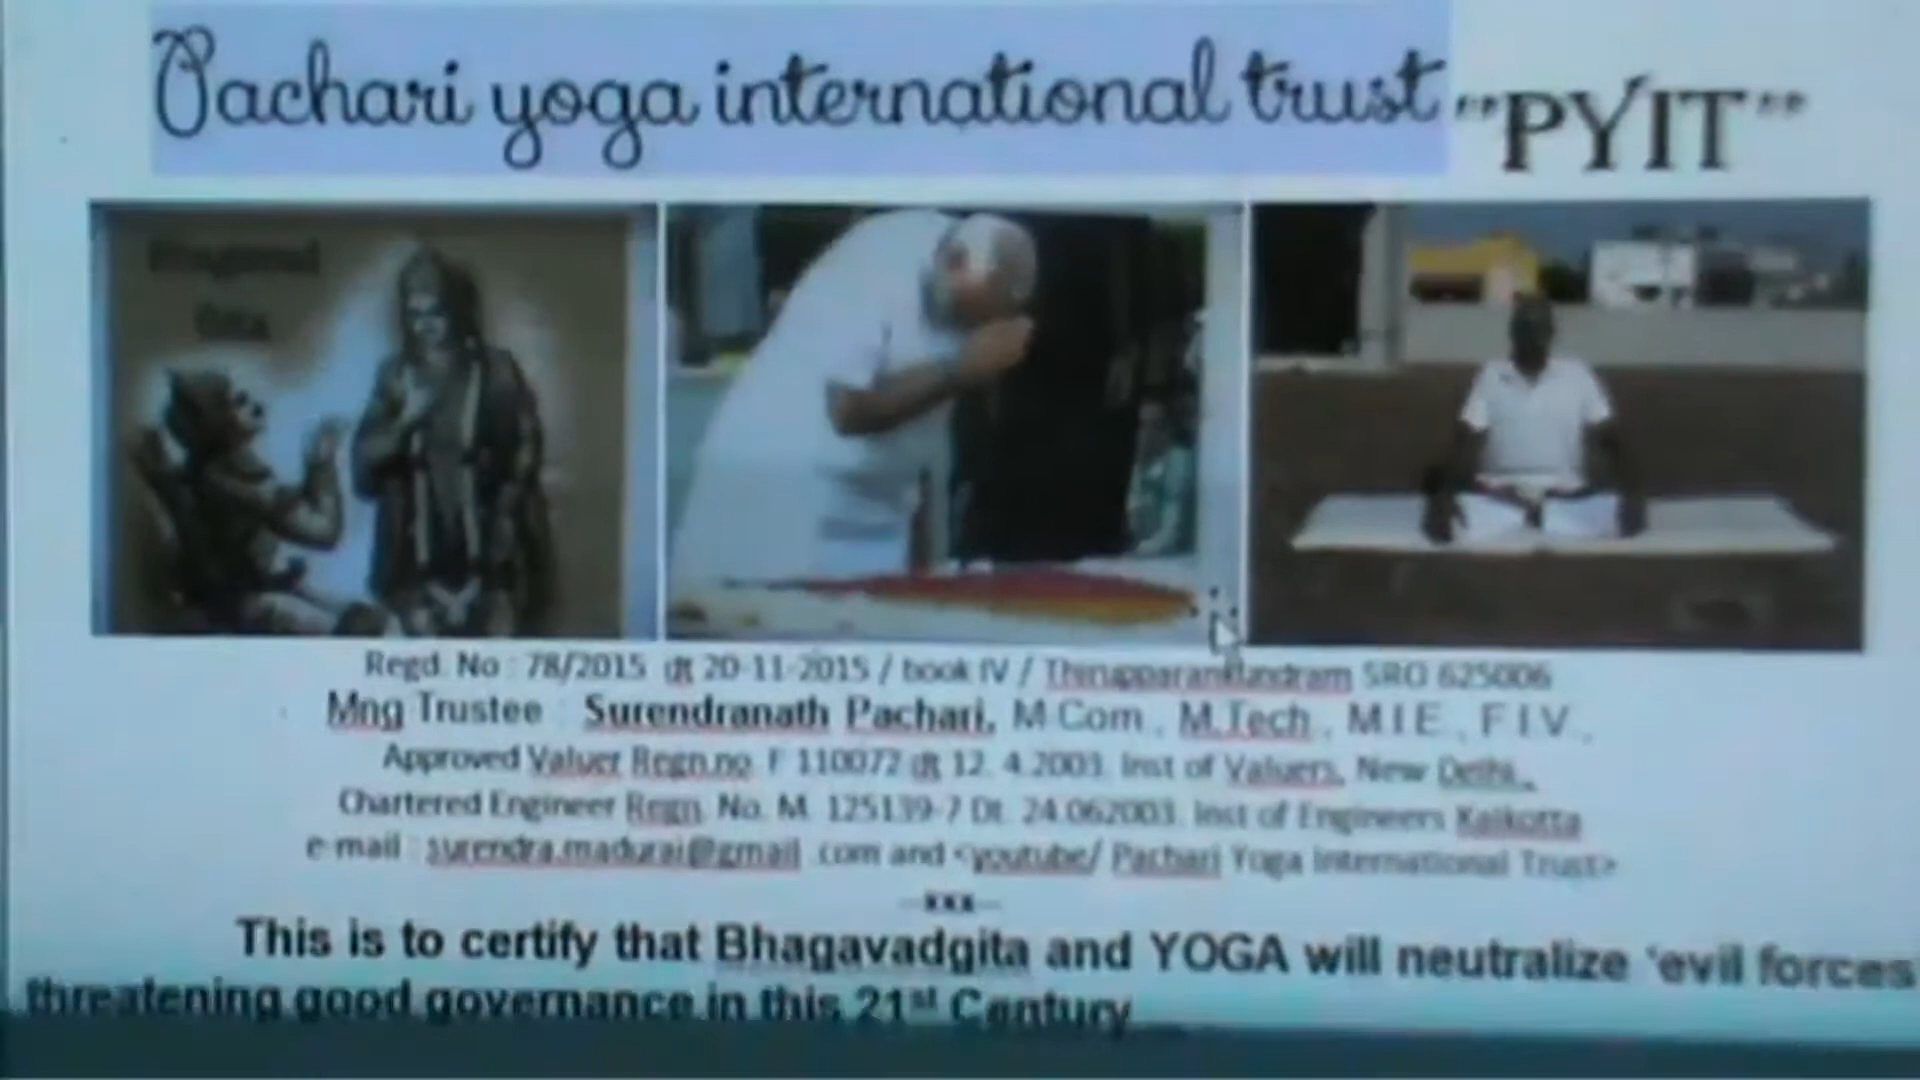 Pachari yoga international trust "PYIT"
Bhagavad
Gita
Regd. No : 78/2015 dt 20-11-2015 / book IV / Thirupparankundram SRO 625006
Mng Trustee : Surendranath Pachari, M.Com., M.Tech., M.I.E., F.I.V.,
Approved Valuer Regn.no. F 110072 dt 12. 4.2003. Inst of Valuers, New Delhi.,
Chartered Engineer Regn. No. M. 125139-7 Dt. 24.062003. Inst of Engineers Kalkotta
e-mail : surendra.madurai@gmail .com and <youtube/ Pachari Yoga International Trust>
--xxx--
This is to certify that Bhagavadgita and YOGA will neutralize 'evil forces
threatening good governance in this 21st Century